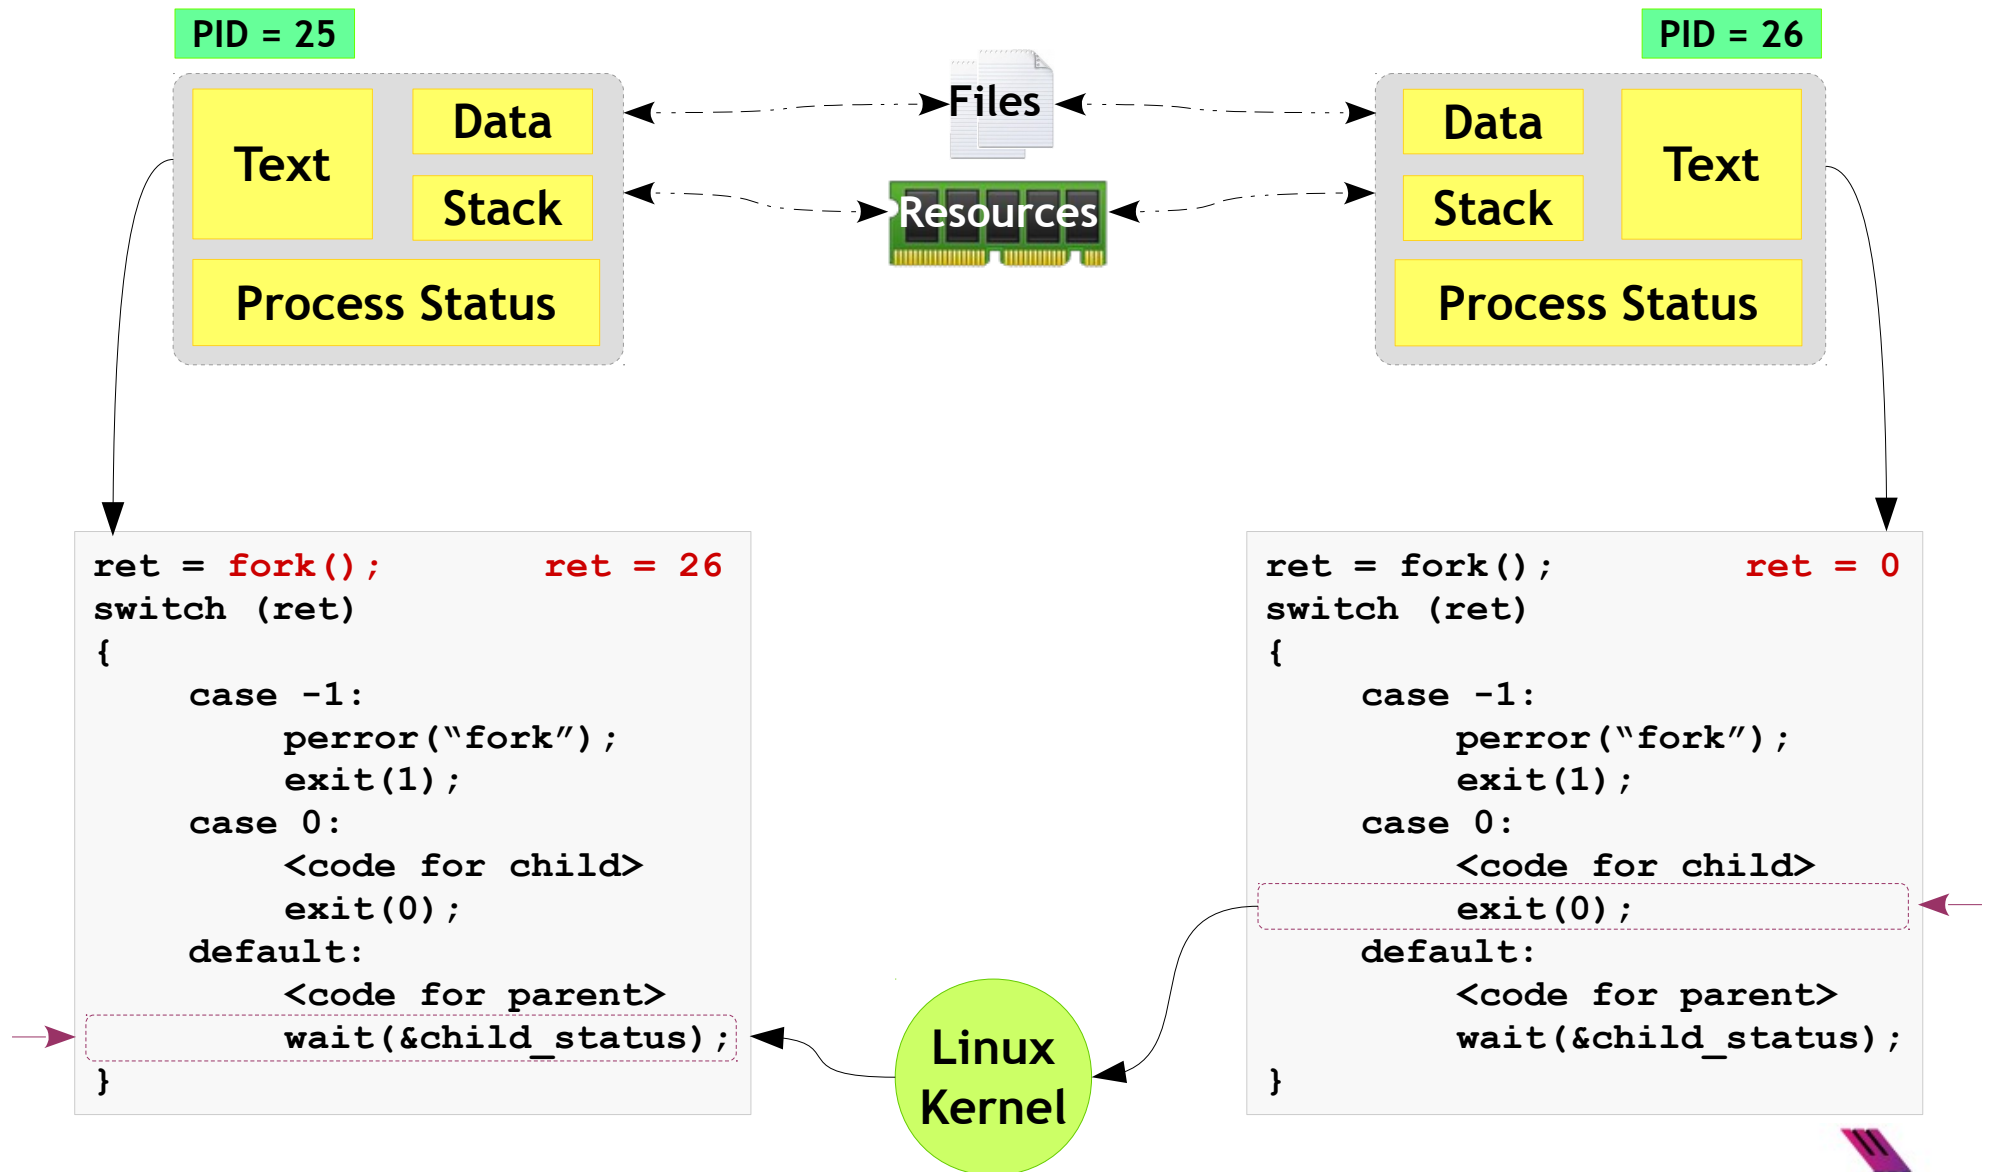 PID = 25
PID = 26
Text
Data
Stack
Process Status
Files
Resources
Data
Stack
Text
Process Status
ret = fork(); ret = 26
switch (ret)
{
case -1:
perror(“fork”);
exit(1);
case 0:
<code for child>
exit(0);
default:
<code for parent>
wait(&child_status);
}
Linux
Kernel
ret = fork(); ret = 0
switch (ret)
{
case -1:
perror(“fork”);
exit(1);
case 0:
<code for child>
exit(0);
default:
<code for parent>
wait(&child_status);
}